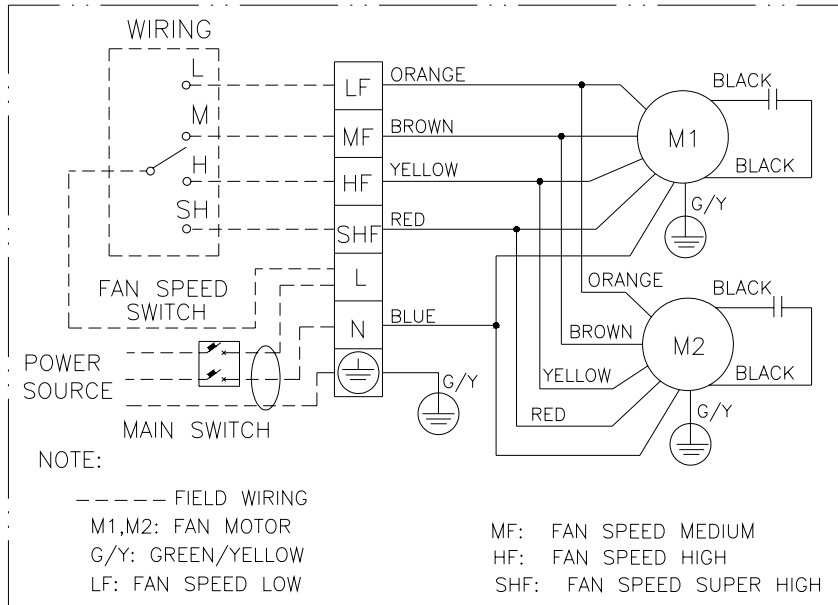 WIRING
L
M
H
SH
FAN SPEED
SWITCH
POWER
SOURCE
MAIN SWITCH
LF
MF
HF
SHF
L
N
ORANGE
BROWN
YELLOW
RED
BLUE
G/Y
M1
BLACK
BLACK
G/Y
ORANGE
BROWN
YELLOW
RED
M2
BLACK
BLACK
G/Y
NOTE:
FIELD WIRING
M1,M2: FAN MOTOR
G/Y: GREEN/YELLOW
LF: FAN SPEED LOW
MF: FAN SPEED MEDIUM
HF: FAN SPEED HIGH
SHF: FAN SPEED SUPER HIGH